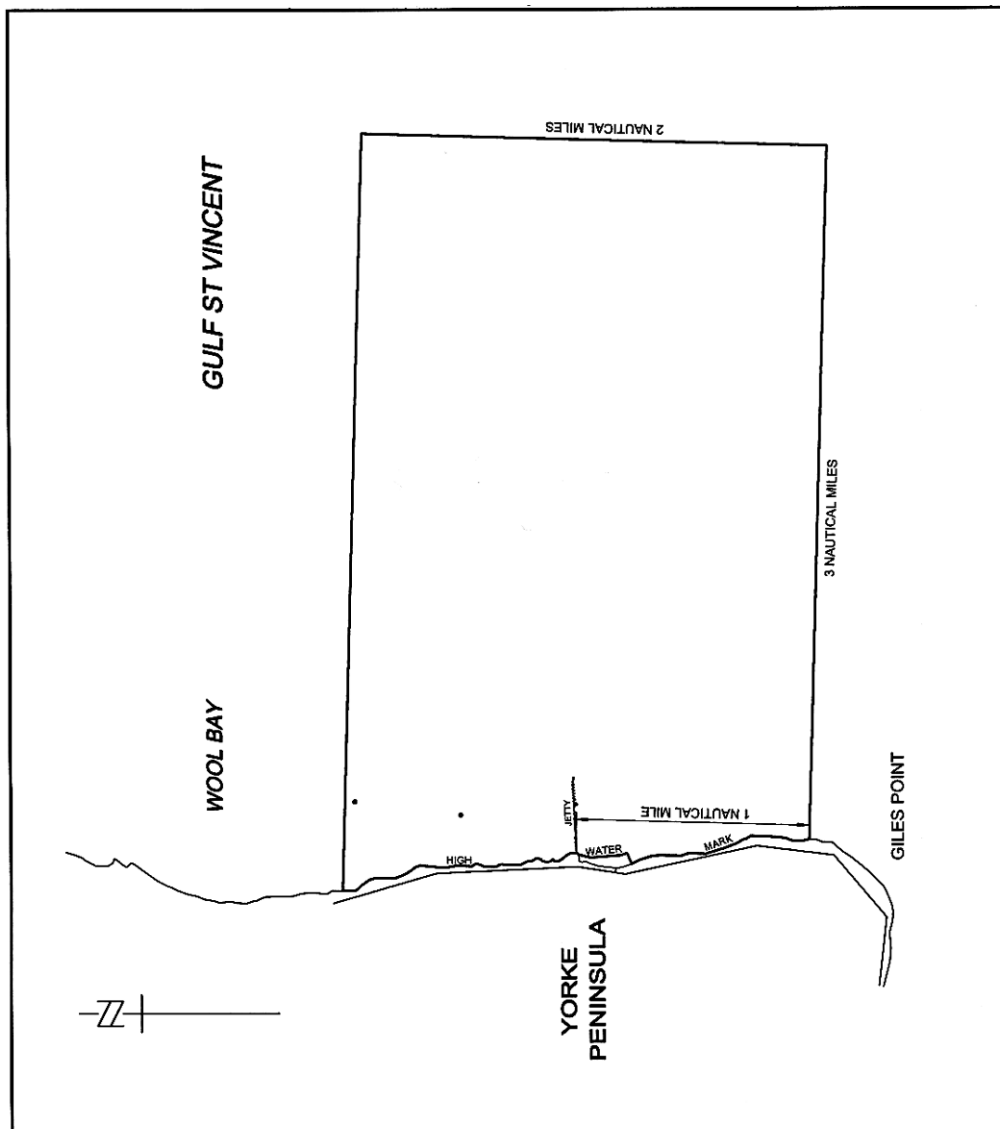 GULF ST VINCENT
2 NAUTICAL MILES
WOOL BAY
3 NAUTICAL MILES
JETTY
1 NAUTICAL MILE
HIGH
WATER
MARK
GILES POINT
YORKE
PENINSULA
N